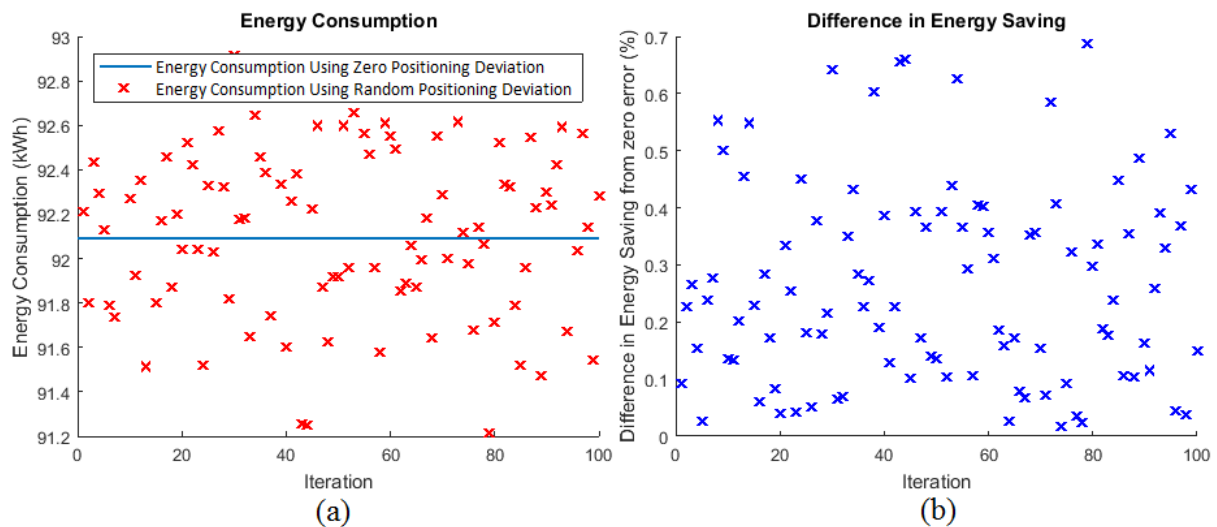 Energy Consumption
93
92.8
92.6
92.4
92.2
92
91.8
91.6
91.4
91.2
Energy Consumption (kWh)
Energy Consumption Using Zero Positioning Deviation
Energy Consumption Using Random Positioning Deviation
0 20 40 60 80 100
Iteration
(a)
Difference in Energy Saving
0.7
0.6
0.5
0.4
0.3
0.2
0.1
0
Difference in Energy Saving from zero error (%)
0 20 40 60 80 100
Iteration
(b)